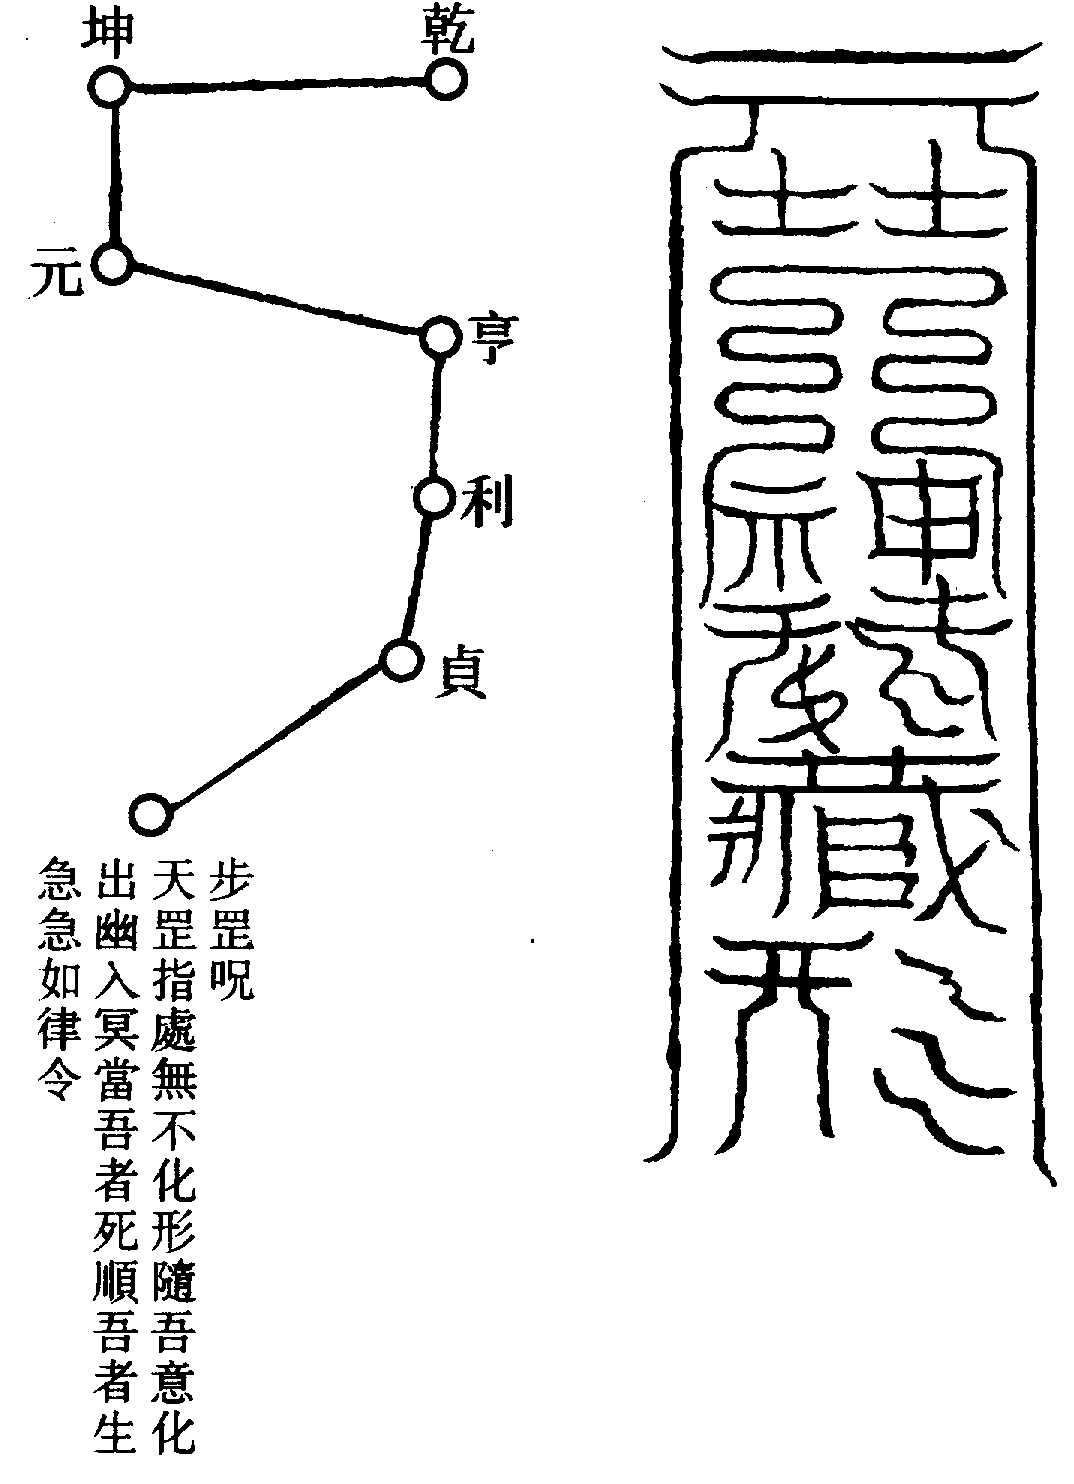 乾
坤
元
亨
利
貞
步罡呪
天罡指處無不化形隨吾意化
出幽入冥當吾者死順吾者生
急急如律令